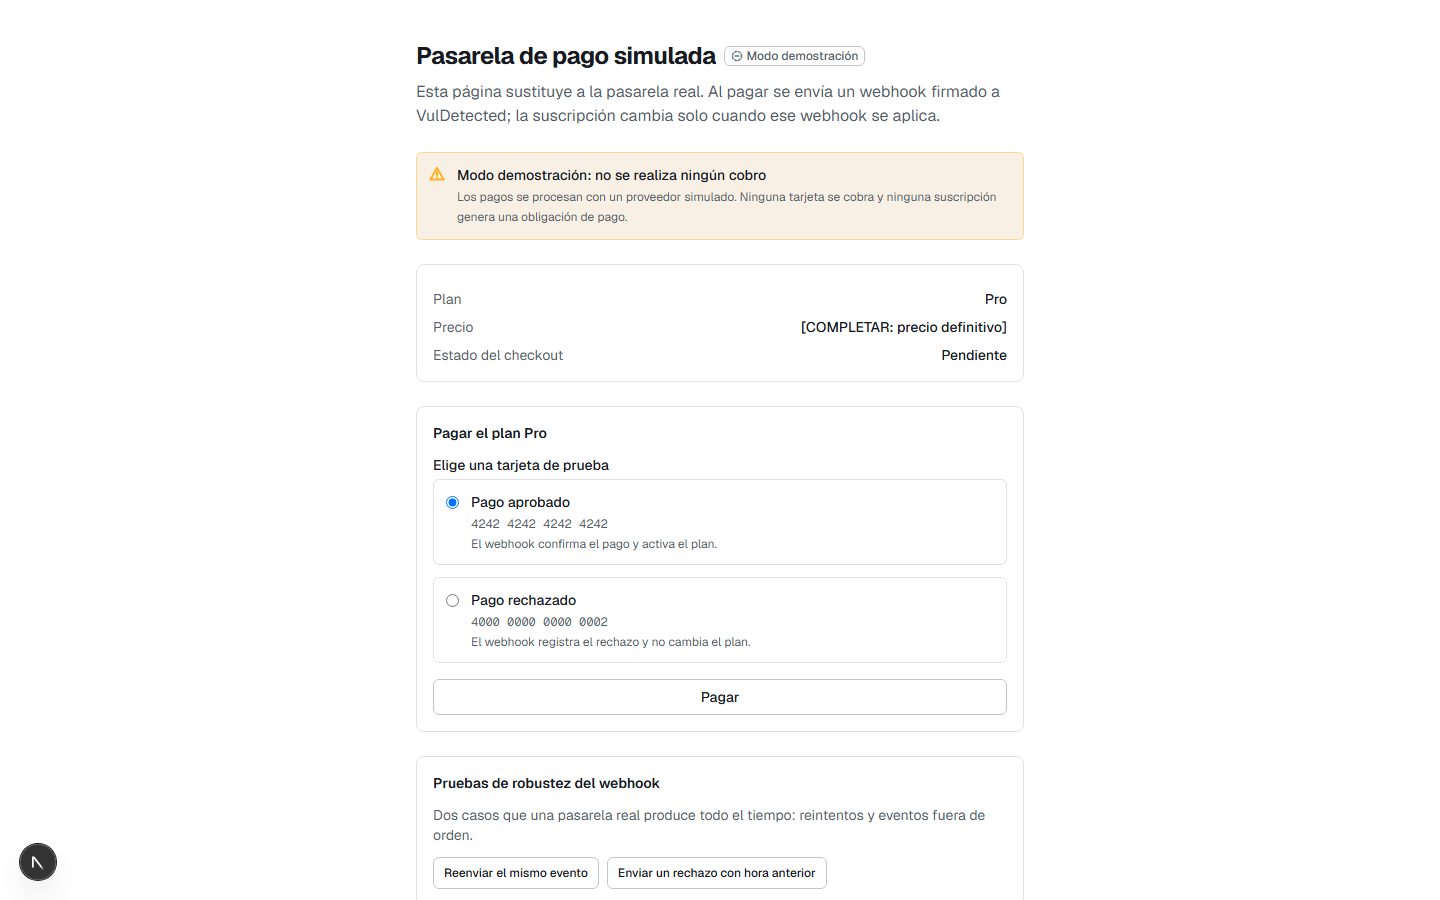 Pasarela de pago simulada
Modo demostración
Esta página sustituye a la pasarela real. Al pagar se envía un webhook firmado a
VulDetected; la suscripción cambia solo cuando ese webhook se aplica.
Modo demostración: no se realiza ningún cobro
Los pagos se procesan con un proveedor simulado. Ninguna tarjeta se cobra y ninguna suscripción
genera una obligación de pago.
Plan Pro
Precio [COMPLETAR: precio definitivo]
Estado del checkout Pendiente
Pagar el plan Pro
Elige una tarjeta de prueba
Pago aprobado
4242 4242 4242 4242
El webhook confirma el pago y activa el plan.
Pago rechazado
4000 0000 0000 0002
El webhook registra el rechazo y no cambia el plan.
Pagar
Pruebas de robustez del webhook
Dos casos que una pasarela real produce todo el tiempo: reintentos y eventos fuera de
orden.
Reenviar el mismo evento
Enviar un rechazo con hora anterior